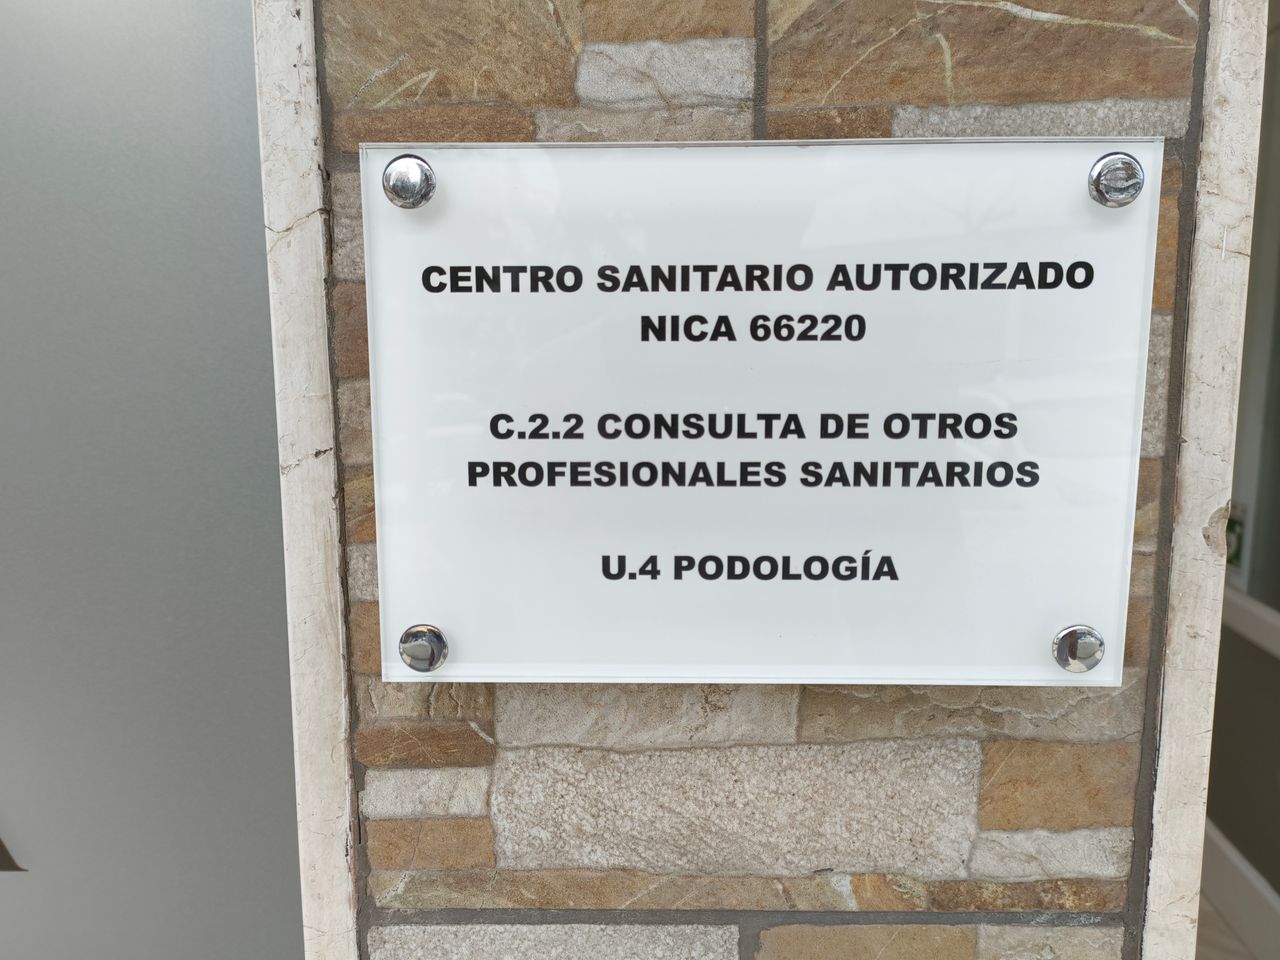 CENTRO SANITARIO AUTORIZADO
NICA 66220
C.2.2 CONSULTA DE OTROS
PROFESIONALES SANITARIOS
U.4 PODOLOGÍA